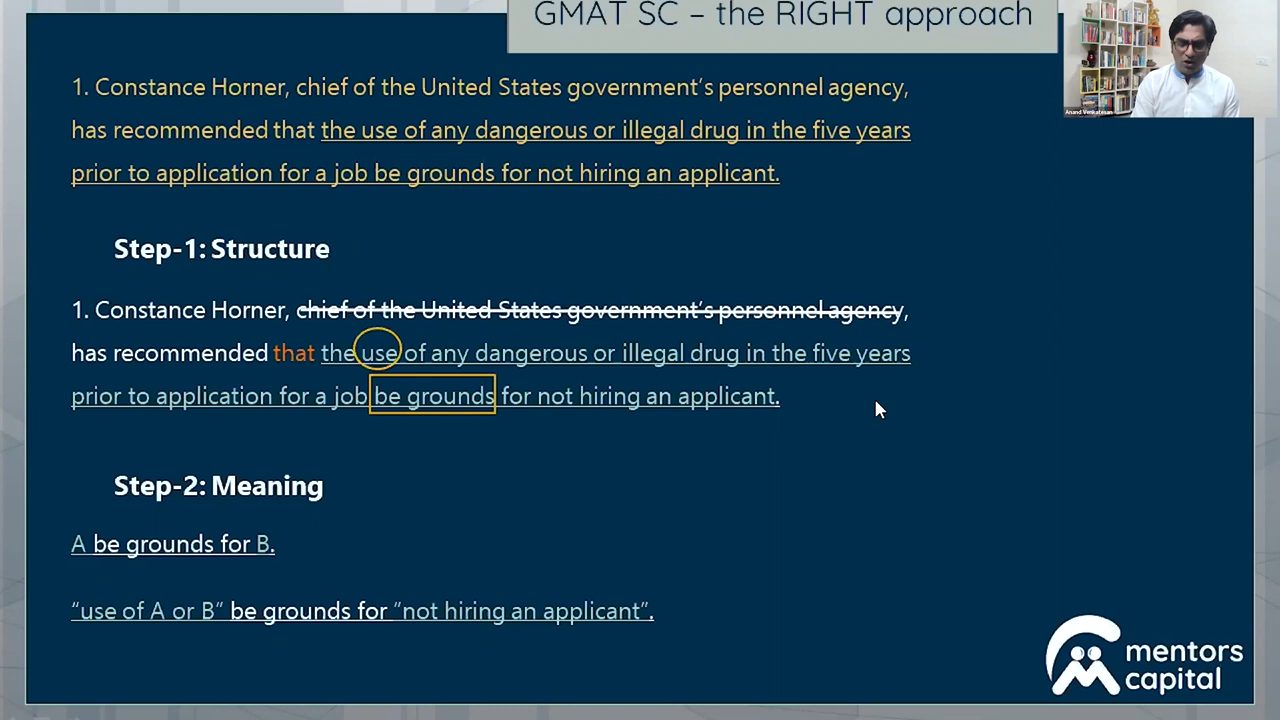 GMAT SC – the RIGHT approach
Anand Venkatesan
1. Constance Horner, chief of the United States government’s personnel agency,
has recommended that the use of any dangerous or illegal drug in the five years
prior to application for a job be grounds for not hiring an applicant.
Step-1: Structure
1. Constance Horner, chief of the United States government’s personnel agency,
has recommended that the use of any dangerous or illegal drug in the five years
prior to application for a job be grounds for not hiring an applicant.
Step-2: Meaning
A be grounds for B.
“use of A or B” be grounds for “not hiring an applicant”.
mentors
capital